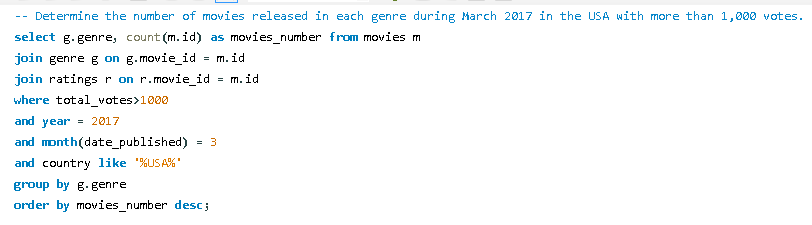 -- Determine the number of movies released in each genre during March 2017 in the USA with more than 1,000 votes.
select g.genre, count(m.id) as movies_number from movies m
join genre g on g.movie_id = m.id
join ratings r on r.movie_id = m.id
where total_votes>1000
and year = 2017
and month(date_published) = 3
and country like '%USA%'
group by g.genre
order by movies_number desc;